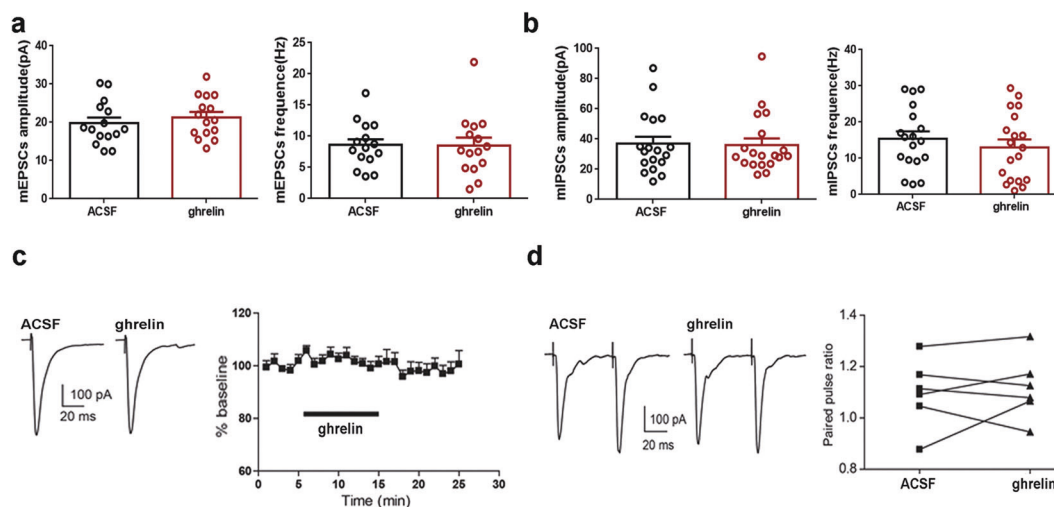 a
mEPSCs amplitude(pA)
40
30
20
10
0
ACSF
ghrelin
mEPSCs frequence(Hz)
25
20
15
10
5
0
ACSF
ghrelin
b
mIPSCs amplitude(pA)
100
80
60
40
20
0
ACSF
ghrelin
mIPSCs frequence(Hz)
40
30
20
10
0
ACSF
ghrelin
c
ACSF
ghrelin
100 pA
20 ms
% baseline
120
100
80
60
ghrelin
0 5 10 15 20 25 30
Time (min)
d
ACSF
ghrelin
100 pA
20 ms
Paired pulse ratio
1.4
1.2
1.0
0.8
ACSF
ghrelin